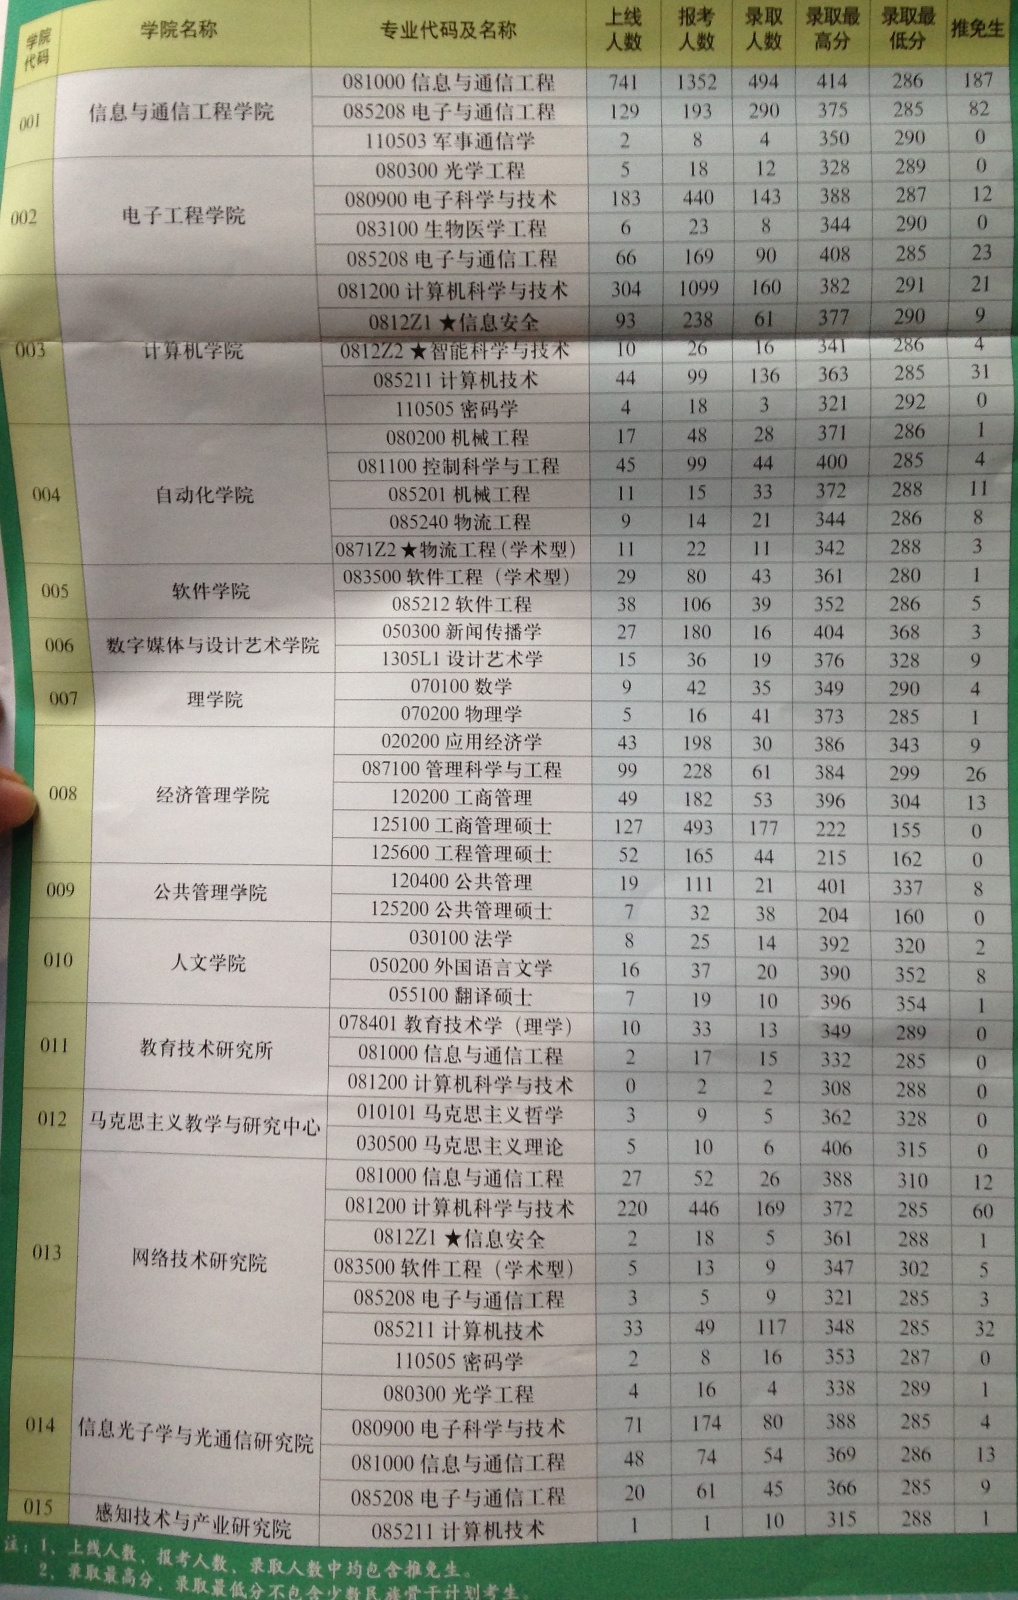 学院代码 学院名称 专业代码及名称 上线人数 报考人数 录取人数 录取最高分 录取最低分 推免生
001 信息与通信工程学院 081000 信息与通信工程 741 1352 494 414 286 187
085208 电子与通信工程 129 193 290 375 285 82
110503 军事通信学 2 8 4 350 290 0
002 电子工程学院 080300 光学工程 5 18 12 328 289 0
080900 电子科学与技术 183 440 143 388 287 12
083100 生物医学工程 6 23 8 344 290 0
085208 电子与通信工程 66 169 90 408 285 23
003 计算机学院 081200 计算机科学与技术 304 1099 160 382 291 21
0812Z1 ★信息安全 93 238 61 377 290 9
0812Z2 ★智能科学与技术 10 26 16 341 286 4
085211 计算机技术 44 99 136 363 285 31
110505 密码学 4 18 3 321 292 0
004 自动化学院 080200 机械工程 17 48 28 371 286 1
081100 控制科学与工程 45 99 44 400 285 4
085201 机械工程 11 15 33 372 288 11
085240 物流工程 9 14 21 344 286 8
0871Z2 ★物流工程(学术型) 11 22 11 342 288 3
005 软件学院 083500 软件工程（学术型） 29 80 43 361 280 1
085212 软件工程 38 106 39 352 286 5
006 数字媒体与设计艺术学院 050300 新闻传播学 27 180 16 404 368 3
1305L1 设计艺术学 15 36 19 376 328 9
007 理学院 070100 数学 9 42 35 349 290 4
070200 物理学 5 16 41 373 285 1
008 经济管理学院 020200 应用经济学 43 198 30 386 343 9
087100 管理科学与工程 99 228 61 384 299 26
120200 工商管理 49 182 53 396 304 13
125100 工商管理硕士 127 493 177 222 155 0
125600 工程管理硕士 52 165 44 215 162 0
009 公共管理学院 120400 公共管理 19 111 21 401 337 8
125200 公共管理硕士 7 32 38 204 160 0
010 人文学院 030100 法学 8 25 14 392 320 2
050200 外国语言文学 16 37 20 390 352 8
055100 翻译硕士 7 19 10 396 354 1
011 教育技术研究所 078401 教育技术学（理学） 10 33 13 349 289 0
081000 信息与通信工程 2 17 15 332 285 0
081200 计算机科学与技术 0 2 2 308 288 0
012 马克思主义教学与研究中心 010101 马克思主义哲学 3 9 5 362 328 0
030500 马克思主义理论 5 10 6 406 315 0
013 网络技术研究院 081000 信息与通信工程 27 52 26 388 310 12
081200 计算机科学与技术 220 446 169 372 285 60
0812Z1 ★信息安全 2 18 5 361 288 1
083500 软件工程（学术型） 5 13 9 347 302 5
085208 电子与通信工程 3 5 9 321 285 3
085211 计算机技术 33 49 117 348 285 32
110505 密码学 2 8 16 353 287 0
014 信息光子学与光通信研究院 080300 光学工程 4 16 4 338 289 1
080900 电子科学与技术 71 174 80 388 285 4
081000 信息与通信工程 48 74 54 369 286 13
085208 电子与通信工程 20 61 45 366 285 9
015 感知技术与产业研究院 085211 计算机技术 1 1 10 315 288 1
注：1、上线人数、报考人数、录取人数中均包含推免生。
2、录取最高分、录取最低分不包含少数民族骨干计划考生。